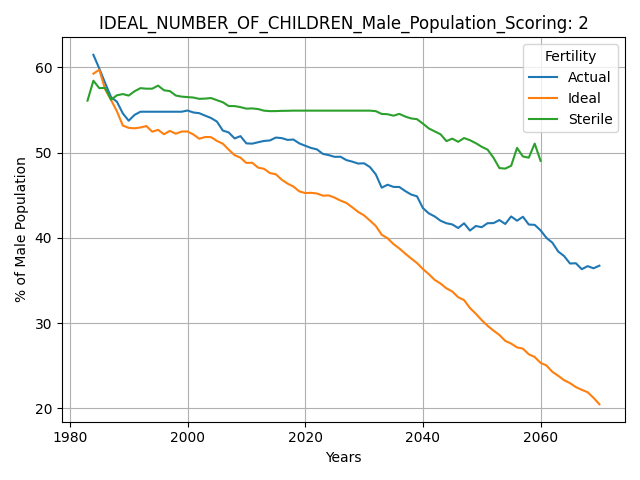 IDEAL_NUMBER_OF_CHILDREN_Male_Population_Scoring: 2
Fertility
Actual
Ideal
Sterile
% of Male Population
60
50
40
30
20
1980
2000
2020
2040
2060
Years